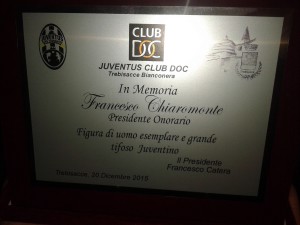 CLUB
DOC
JUVENTUS CLUB DOC
Trebisacce Bianconera
In Memoria
Francesco Chiaromonte
Presidente Onorario
Figura di uomo esemplare e grande
tifoso Juventino
Il Presidente
Francesco Catera
Trebisacce, 20 Dicembre 2013